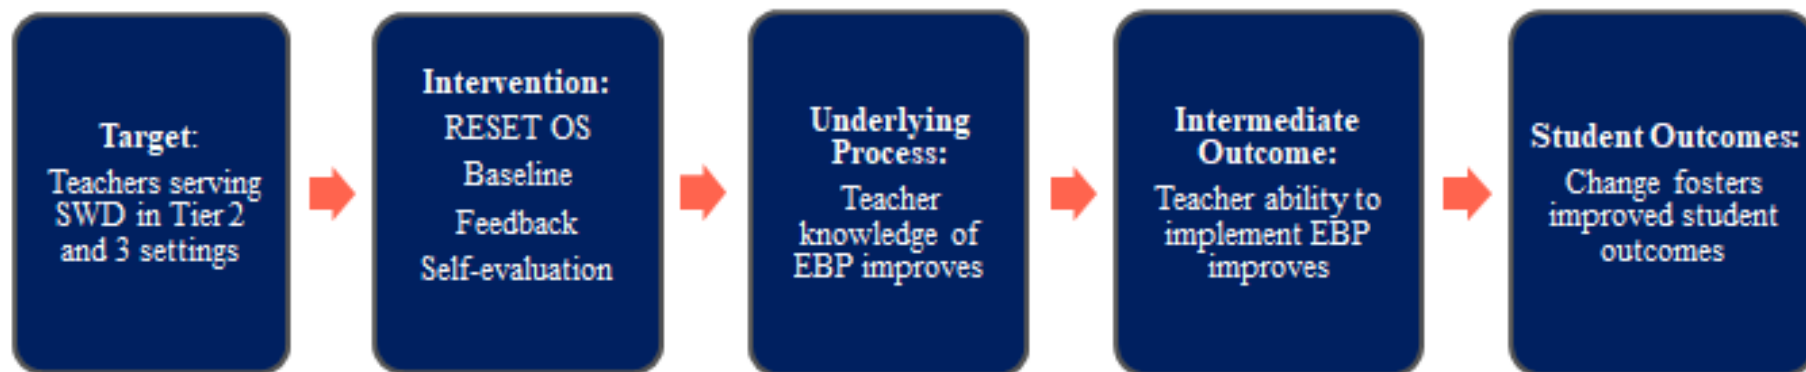 Target:
Teachers serving
SWD in Tier 2
and 3 settings
Intervention:
RESET OS
Baseline
Feedback
Self-evaluation
Underlying
Process:
Teacher
knowledge of
EBP improves
Intermediate
Outcome:
Teacher ability to
implement EBP
improves
Student Outcomes:
Change fosters
improved student
outcomes